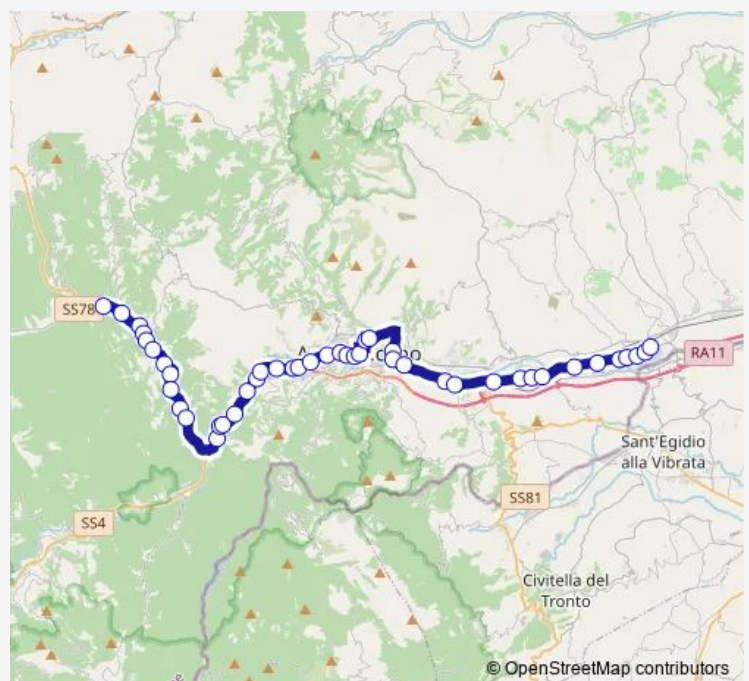 SS78
RA11
Sant'Egidio
alla Vibrata
SS81
SS4
Civitella del
Tronto
© OpenStreetMap contributors